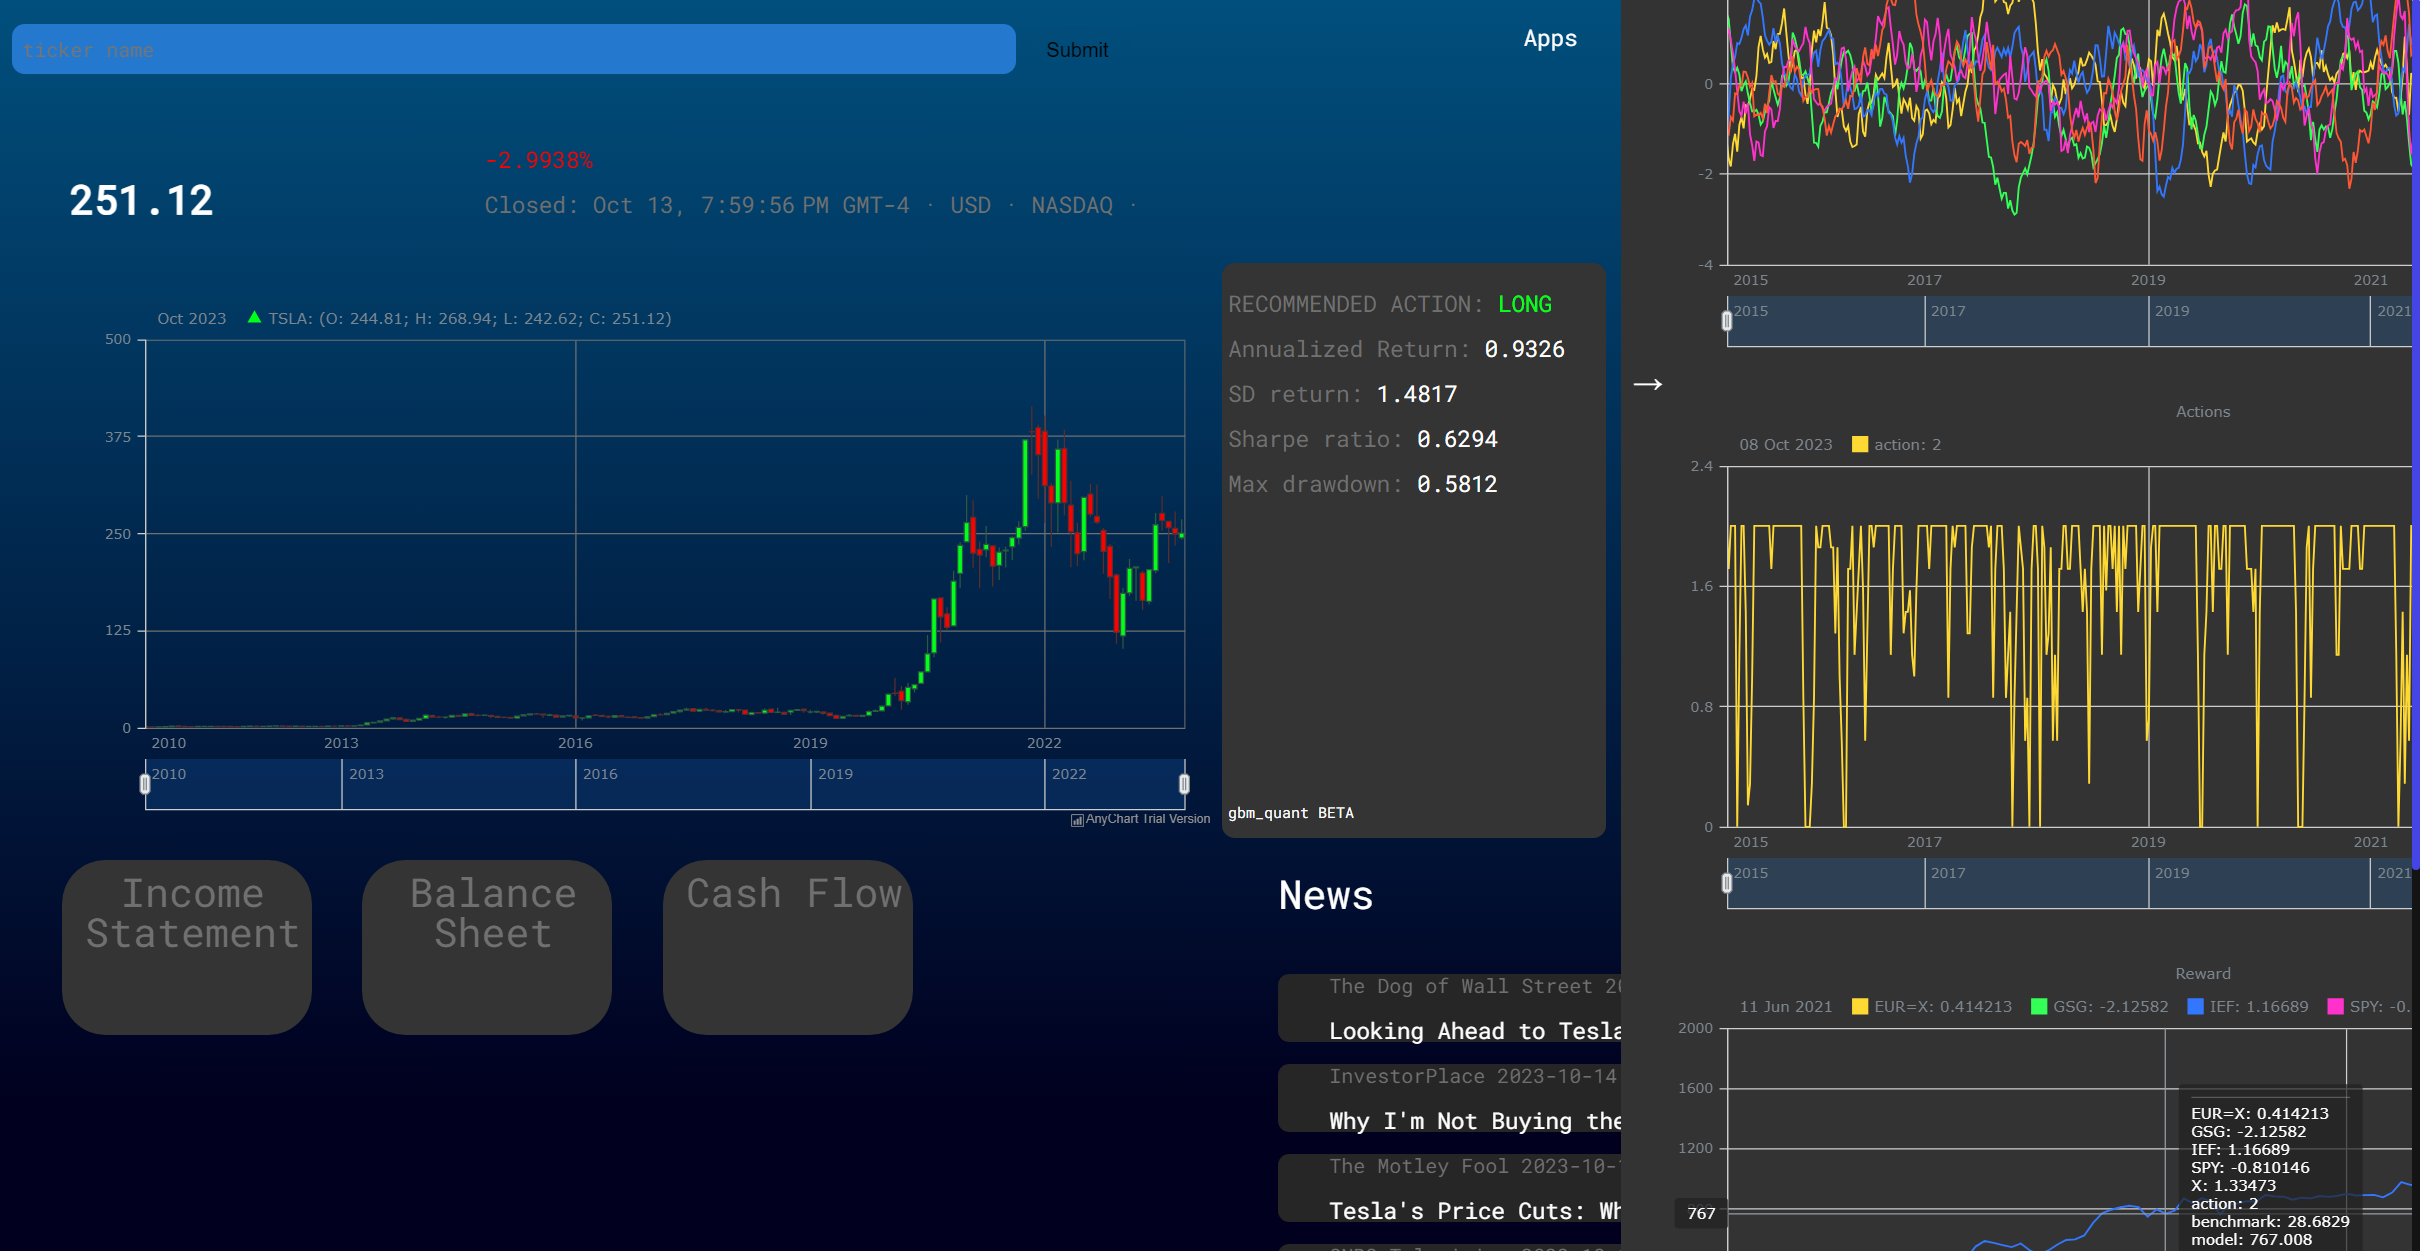 ticker name
Submit
Apps
-2.9938%
251.12
Closed: Oct 13, 7:59:56 PM GMT-4 · USD · NASDAQ ·
Oct 2023 TSLA: (O: 244.81; H: 268.94; L: 242.62; C: 251.12)
500
375
250
125
0
2010 2013 2016 2019 2022
2010 2013 2016 2019 2022
AnyChart Trial Version
RECOMMENDED ACTION: LONG
Annualized Return: 0.9326
SD return: 1.4817
Sharpe ratio: 0.6294
Max drawdown: 0.5812
gbm_quant BETA
Income
Statement
Balance
Sheet
Cash Flow
News
The Dog of Wall Street 20
Looking Ahead to Tesla
InvestorPlace 2023-10-14
Why I'm Not Buying the
The Motley Fool 2023-10-
Tesla's Price Cuts: Wh
→
0
-2
-4
2015 2017 2019 2021
2015 2017 2019 2021
Actions
08 Oct 2023 action: 2
2.4
1.6
0.8
0
2015 2017 2019 2021
2015 2017 2019 2021
Reward
11 Jun 2021 EUR=X: 0.414213 GSG: -2.12582 IEF: 1.16689 SPY: -0.
2000
1600
1200
767
EUR=X: 0.414213
GSG: -2.12582
IEF: 1.16689
SPY: -0.810146
X: 1.33473
action: 2
benchmark: 28.6829
model: 767.008